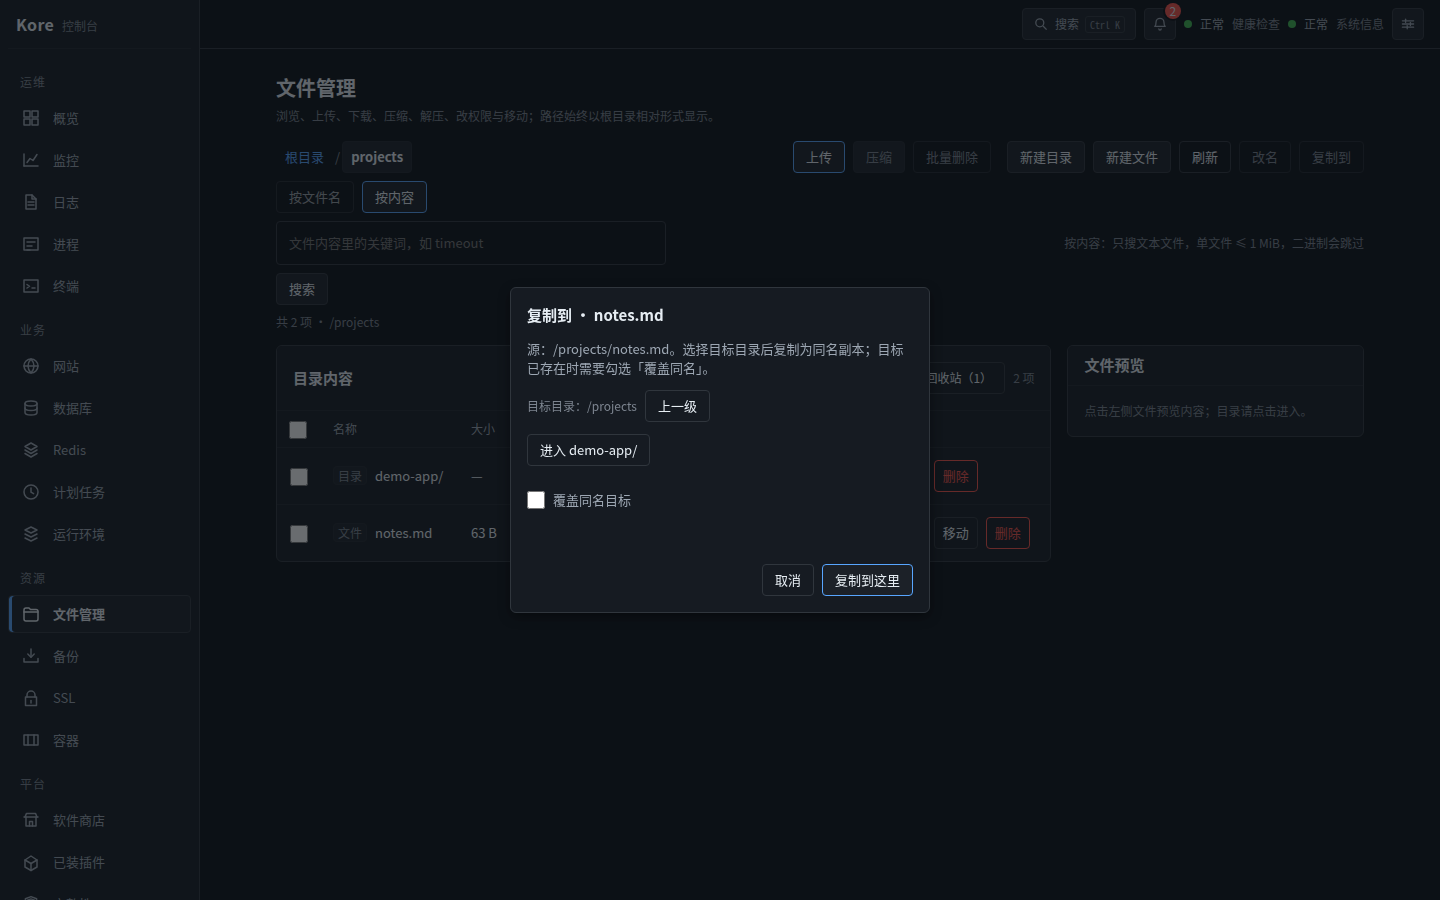 Kore 控制台
搜索 Ctrl K
2
正常 健康检查
正常 系统信息
运维
概览
监控
日志
进程
终端
业务
网站
数据库
Redis
计划任务
运行环境
资源
文件管理
备份
SSL
容器
平台
软件商店
已装插件
文件管理
浏览、上传、下载、压缩、解压、改权限与移动；路径始终以根目录相对形式显示。
根目录 / projects
上传 压缩 批量删除 新建目录 新建文件 刷新 改名 复制到
按文件名 按内容
文件内容里的关键词，如 timeout
按内容：只搜文本文件，单文件 ≤ 1 MiB，二进制会跳过
搜索
共 2 项 · /projects
目录内容
回收站（1） 2 项
名称 大小
目录 demo-app/ —
删除
文件 notes.md 63 B
移动 删除
文件预览
点击左侧文件预览内容；目录请点击进入。
复制到 · notes.md
源：/projects/notes.md。选择目标目录后复制为同名副本；目标
已存在时需要勾选「覆盖同名」。
目标目录：/projects 上一级
进入 demo-app/
覆盖同名目标
取消 复制到这里